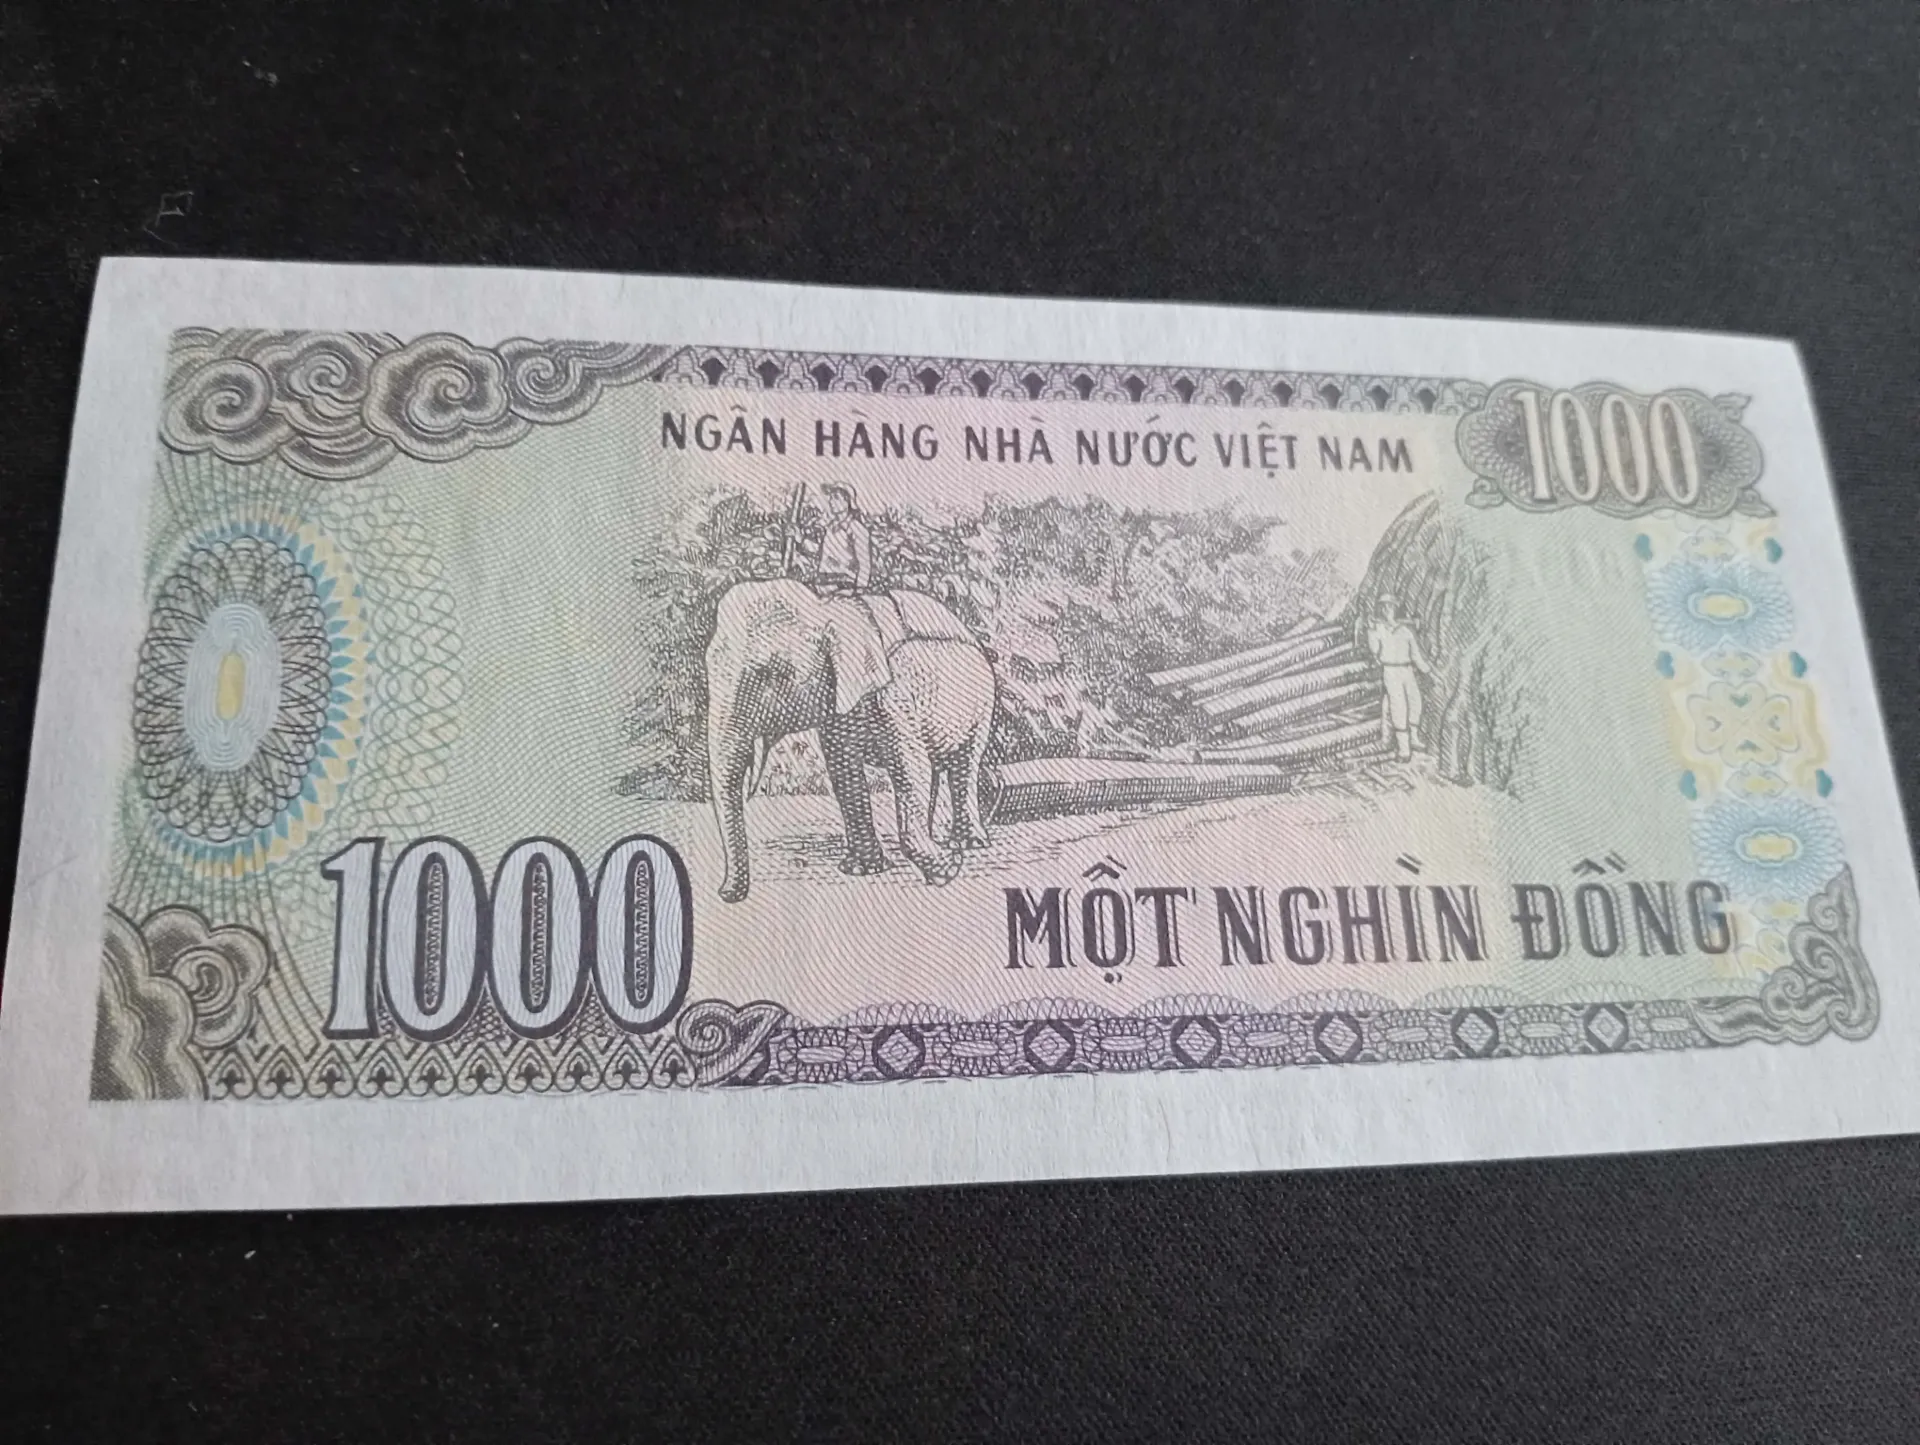 NGÂN HÀNG NHÀ NƯỚC VIỆT NAM
1000
1000
MỘT NGHÌN ĐỒNG